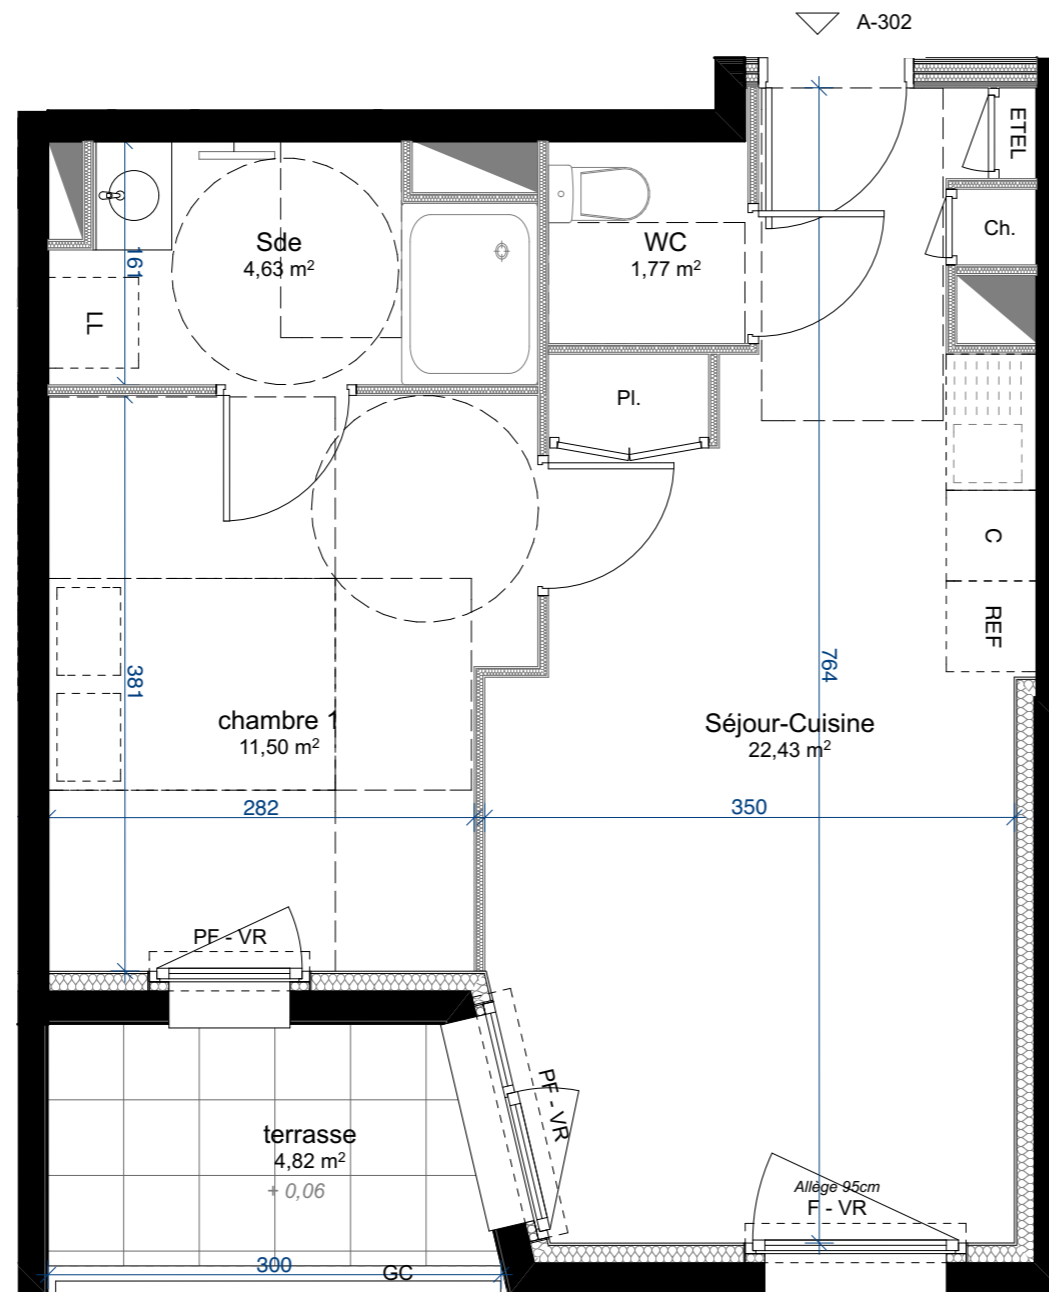 A-302
ETEL
Ch.
Sde
4,63 m²
WC
1,77 m²
161
LL
Pl.
C
REF
381
764
chambre 1
11,50 m²
Séjour-Cuisine
22,43 m²
282
350
PF - VR
PF - VR
terrasse
4,82 m²
+ 0,06
Allège 95cm
F - VR
300
GC